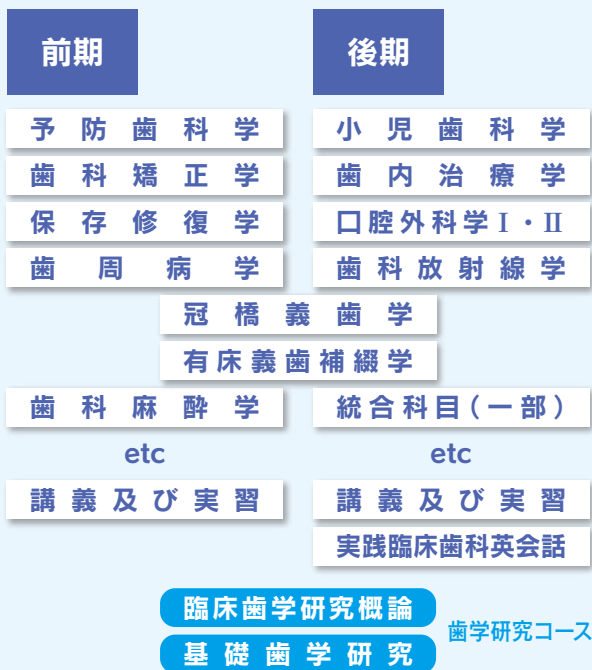 前期
後期
予防歯科学
小児歯科学
歯科矯正学
歯内治療学
保存修復学
口腔外科学Ⅰ・Ⅱ
歯周病学
歯科放射線学
冠橋義歯学
有床義歯補綴学
歯科麻酔学
統合科目(一部)
etc
etc
講義及び実習
講義及び実習
実践臨床歯科英会話
臨床歯学研究概論
基礎歯学研究
歯学研究コース